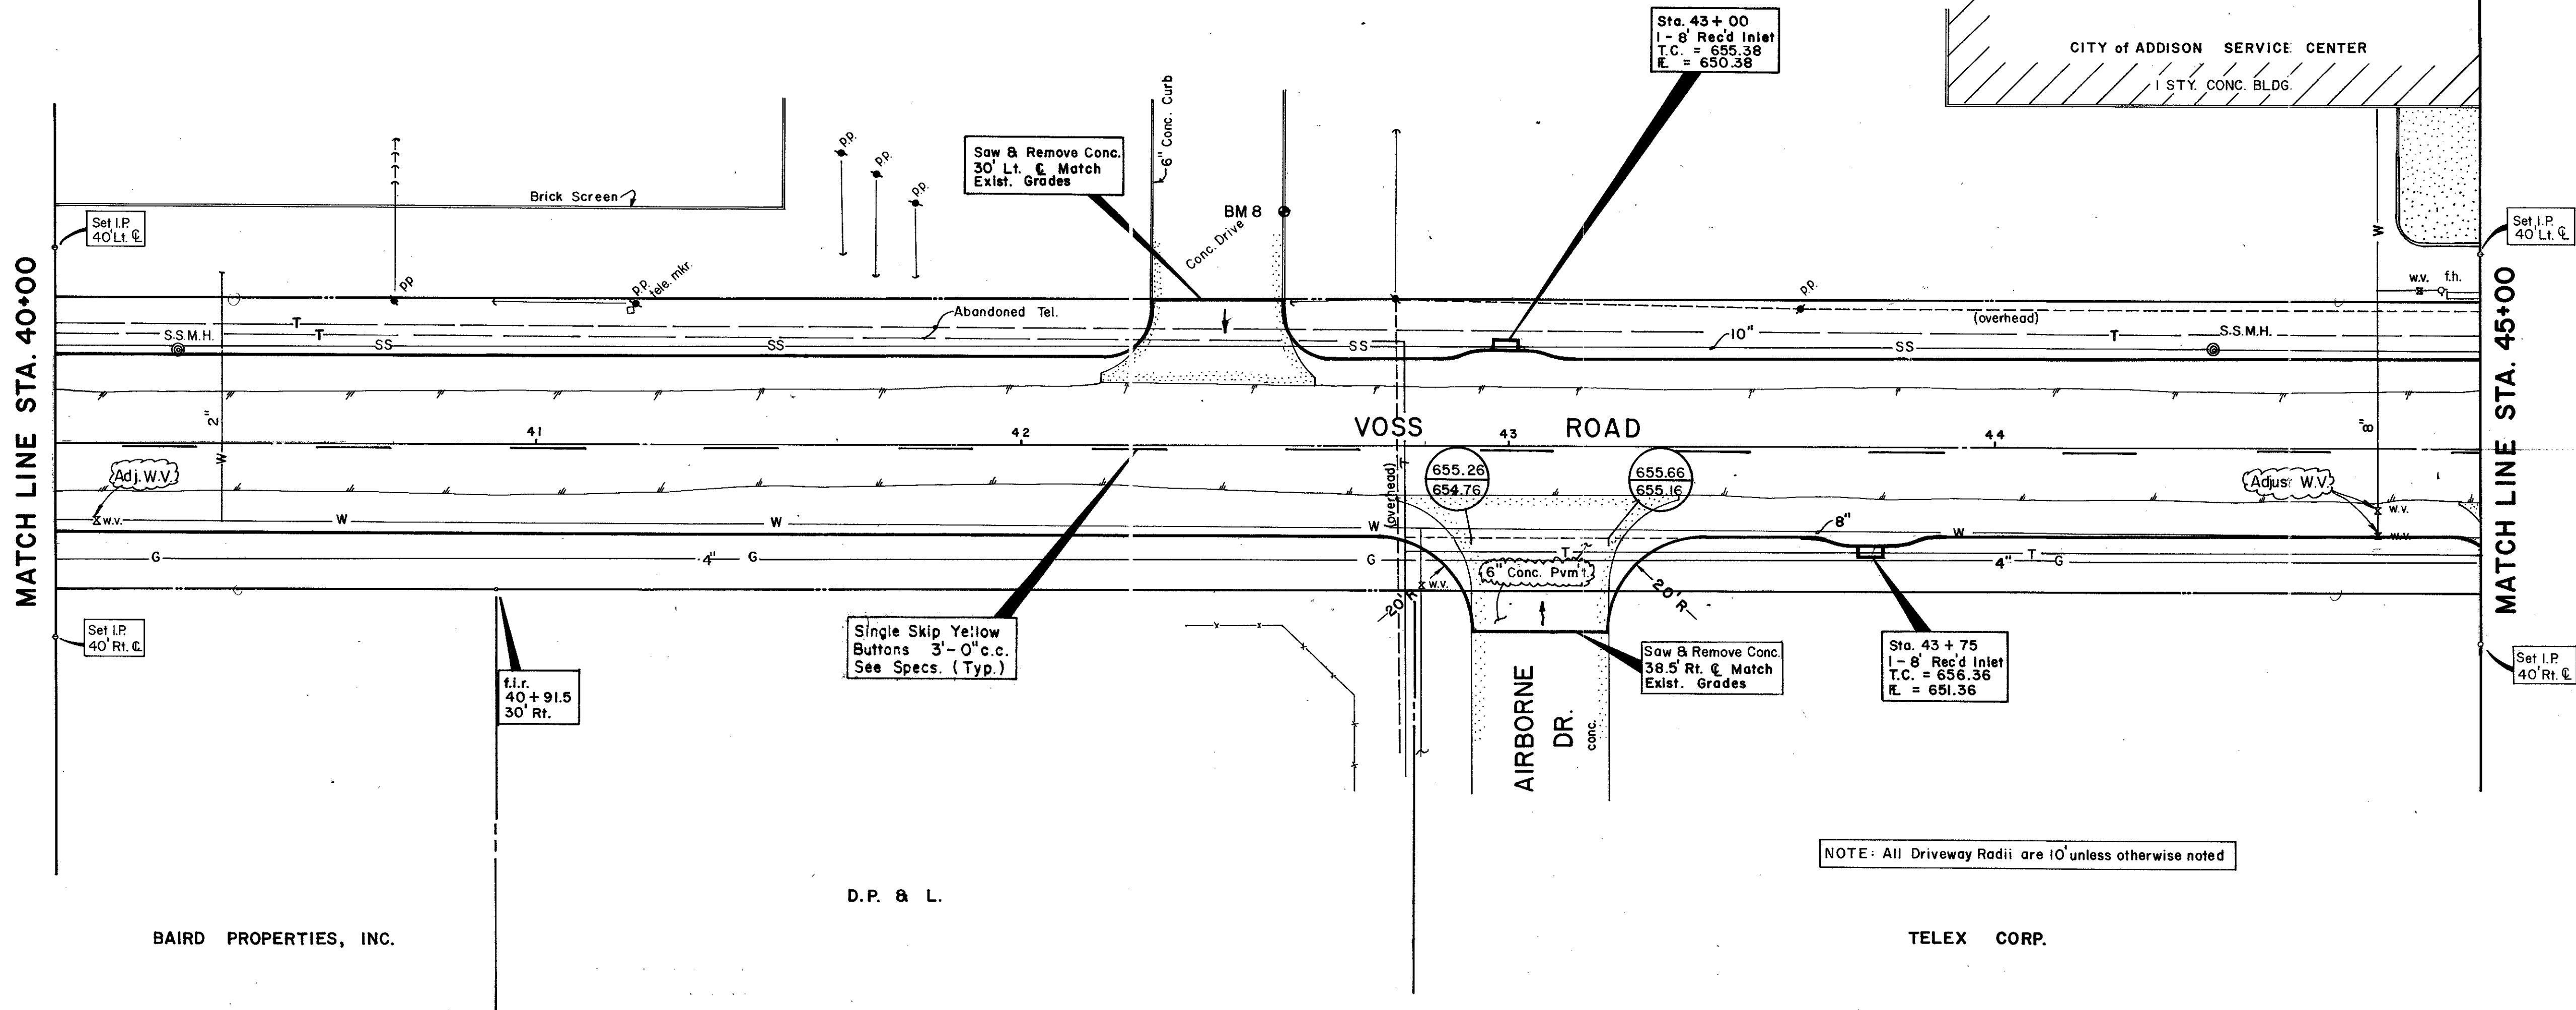 Sta. 43+00
1 - 8' Rec'd Inlet
T.C. = 655.38
FL = 650.38
CITY of ADDISON SERVICE CENTER
1 STY. CONC. BLDG.
6" Conc. Curb
Saw & Remove Conc.
30' Lt. ℄ Match
Exist. Grades
p.p.
p.p.
p.p.
Brick Screen
BM 8
Conc. Drive
Set I.P.
40' Lt. ℄
Set I.P.
40' Lt. ℄
MATCH LINE STA. 40+00
MATCH LINE STA. 45+00
PP
p.p.
tele. mkr.
p.p.
W
w.v.
f.h.
(overhead)
Abandoned Tel.
T
T
S.S.M.H.
SS
SS
SS
10"
SS
T
S.S.M.H.
2"
W
41
42
VOSS ROAD
43
44
8"
Adj. W.V.
w.v.
W
W
W
(overhead)
T
655.26
654.76
655.66
655.16
8"
W
Adjust W.V.
w.v.
w.v.
G
4"
G
G
T
6" Conc. Pvm't.
4"
T
G
w.v.
20' R
20' R
Set I.P.
40' Rt. ℄
Single Skip Yellow
Buttons 3'-0" c.c.
See Specs. (Typ.)
Saw & Remove Conc.
38.5' Rt. ℄ Match
Exist. Grades
Sta. 43 + 75
1 - 8' Rec'd Inlet
T.C. = 656.36
FL = 651.36
Set I.P.
40' Rt. ℄
f.i.r.
40 + 91.5
30' Rt.
AIRBORNE
DR.
conc.
NOTE: All Driveway Radii are 10' unless otherwise noted
D.P. & L.
BAIRD PROPERTIES, INC.
TELEX CORP.